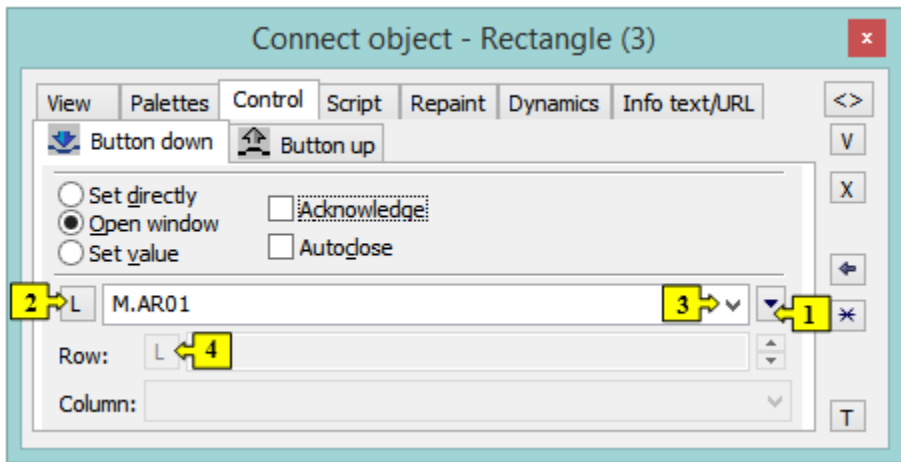 Connect object - Rectangle (3)
x
View Palettes Control Script Repaint Dynamics Info text/URL <>
Button down Button up V
Set directly X
Acknowledge
Open window
Set value Autoclose
2 L M.AR01 3 1
Row: L 4
Column:
T